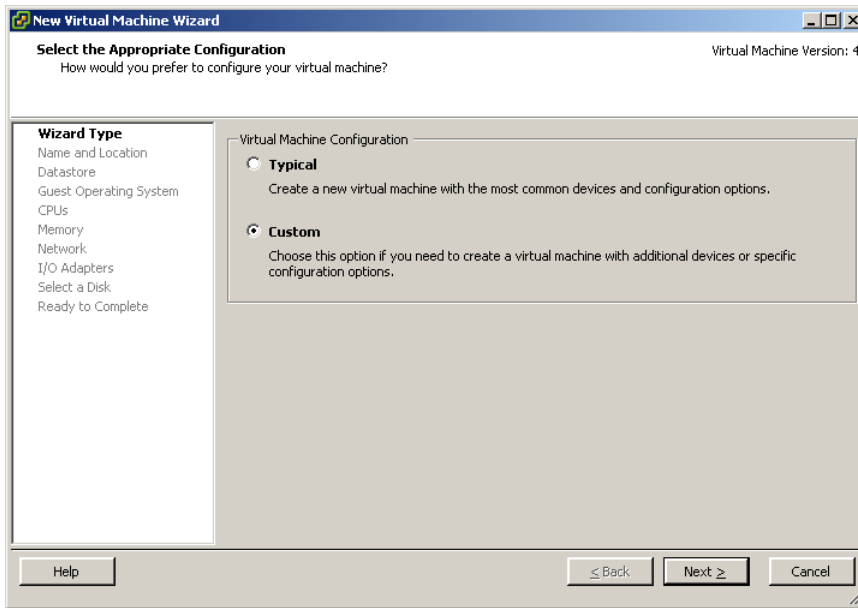 New Virtual Machine Wizard
Select the Appropriate Configuration
How would you prefer to configure your virtual machine?
Virtual Machine Version: 4
Wizard Type
Name and Location
Datastore
Guest Operating System
CPUs
Memory
Network
I/O Adapters
Select a Disk
Ready to Complete
Virtual Machine Configuration
Typical
Create a new virtual machine with the most common devices and configuration options.
Custom
Choose this option if you need to create a virtual machine with additional devices or specific
configuration options.
Help
< Back
Next >
Cancel